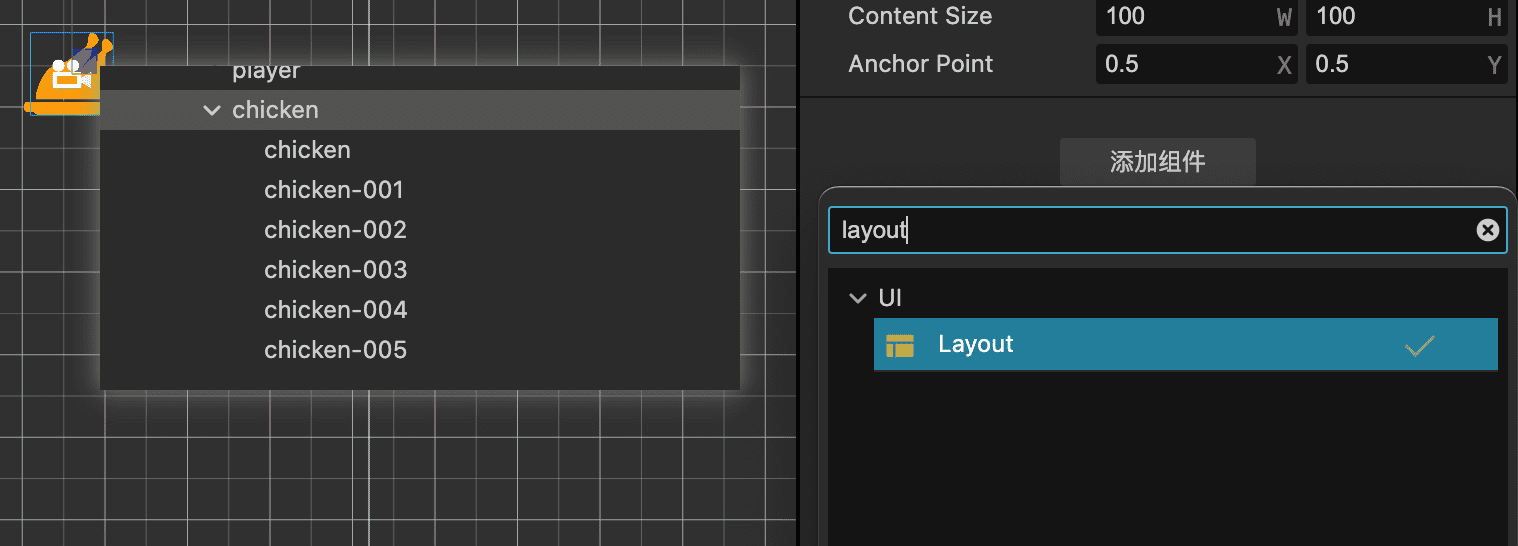 player
chicken
chicken
chicken-001
chicken-002
chicken-003
chicken-004
chicken-005
Content Size 100 W 100 H
Anchor Point 0.5 X 0.5 Y
添加组件
layout
UI
Layout